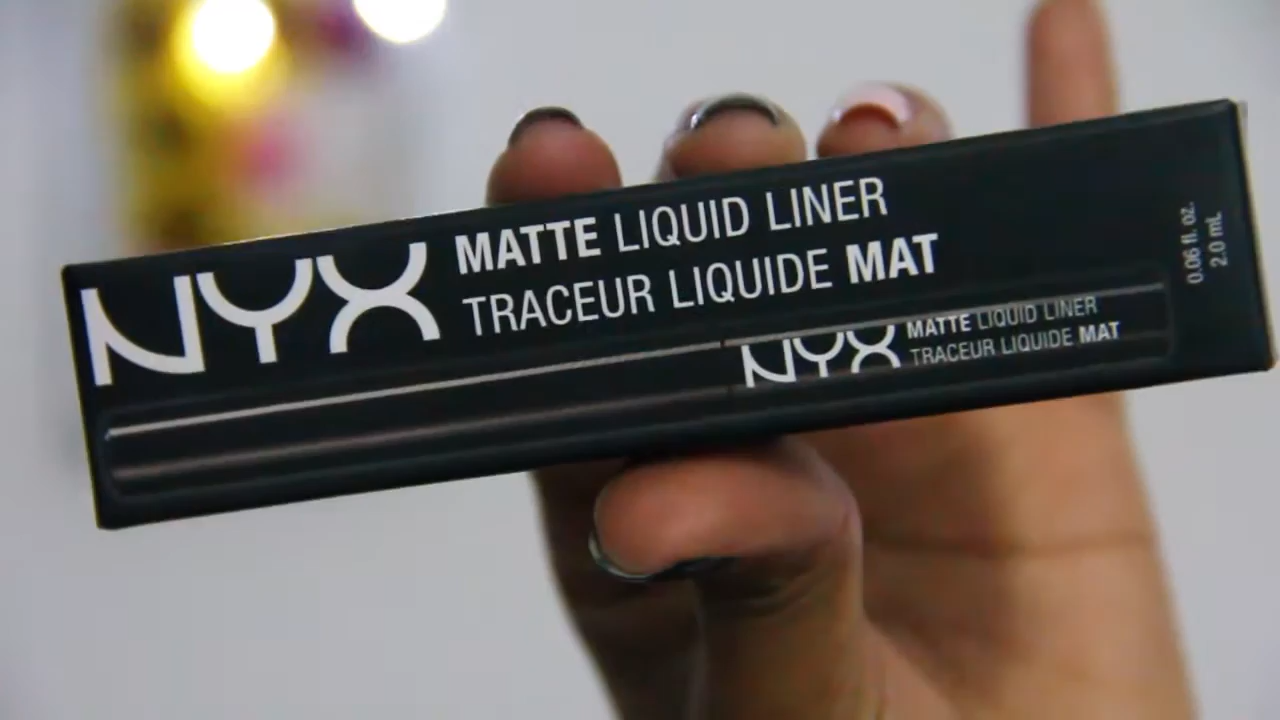 NYX
MATTE LIQUID LINER
TRACEUR LIQUIDE MAT
NYX
MATTE LIQUID LINER
TRACEUR LIQUIDE MAT
0.06 fl. oz.
2.0 mL